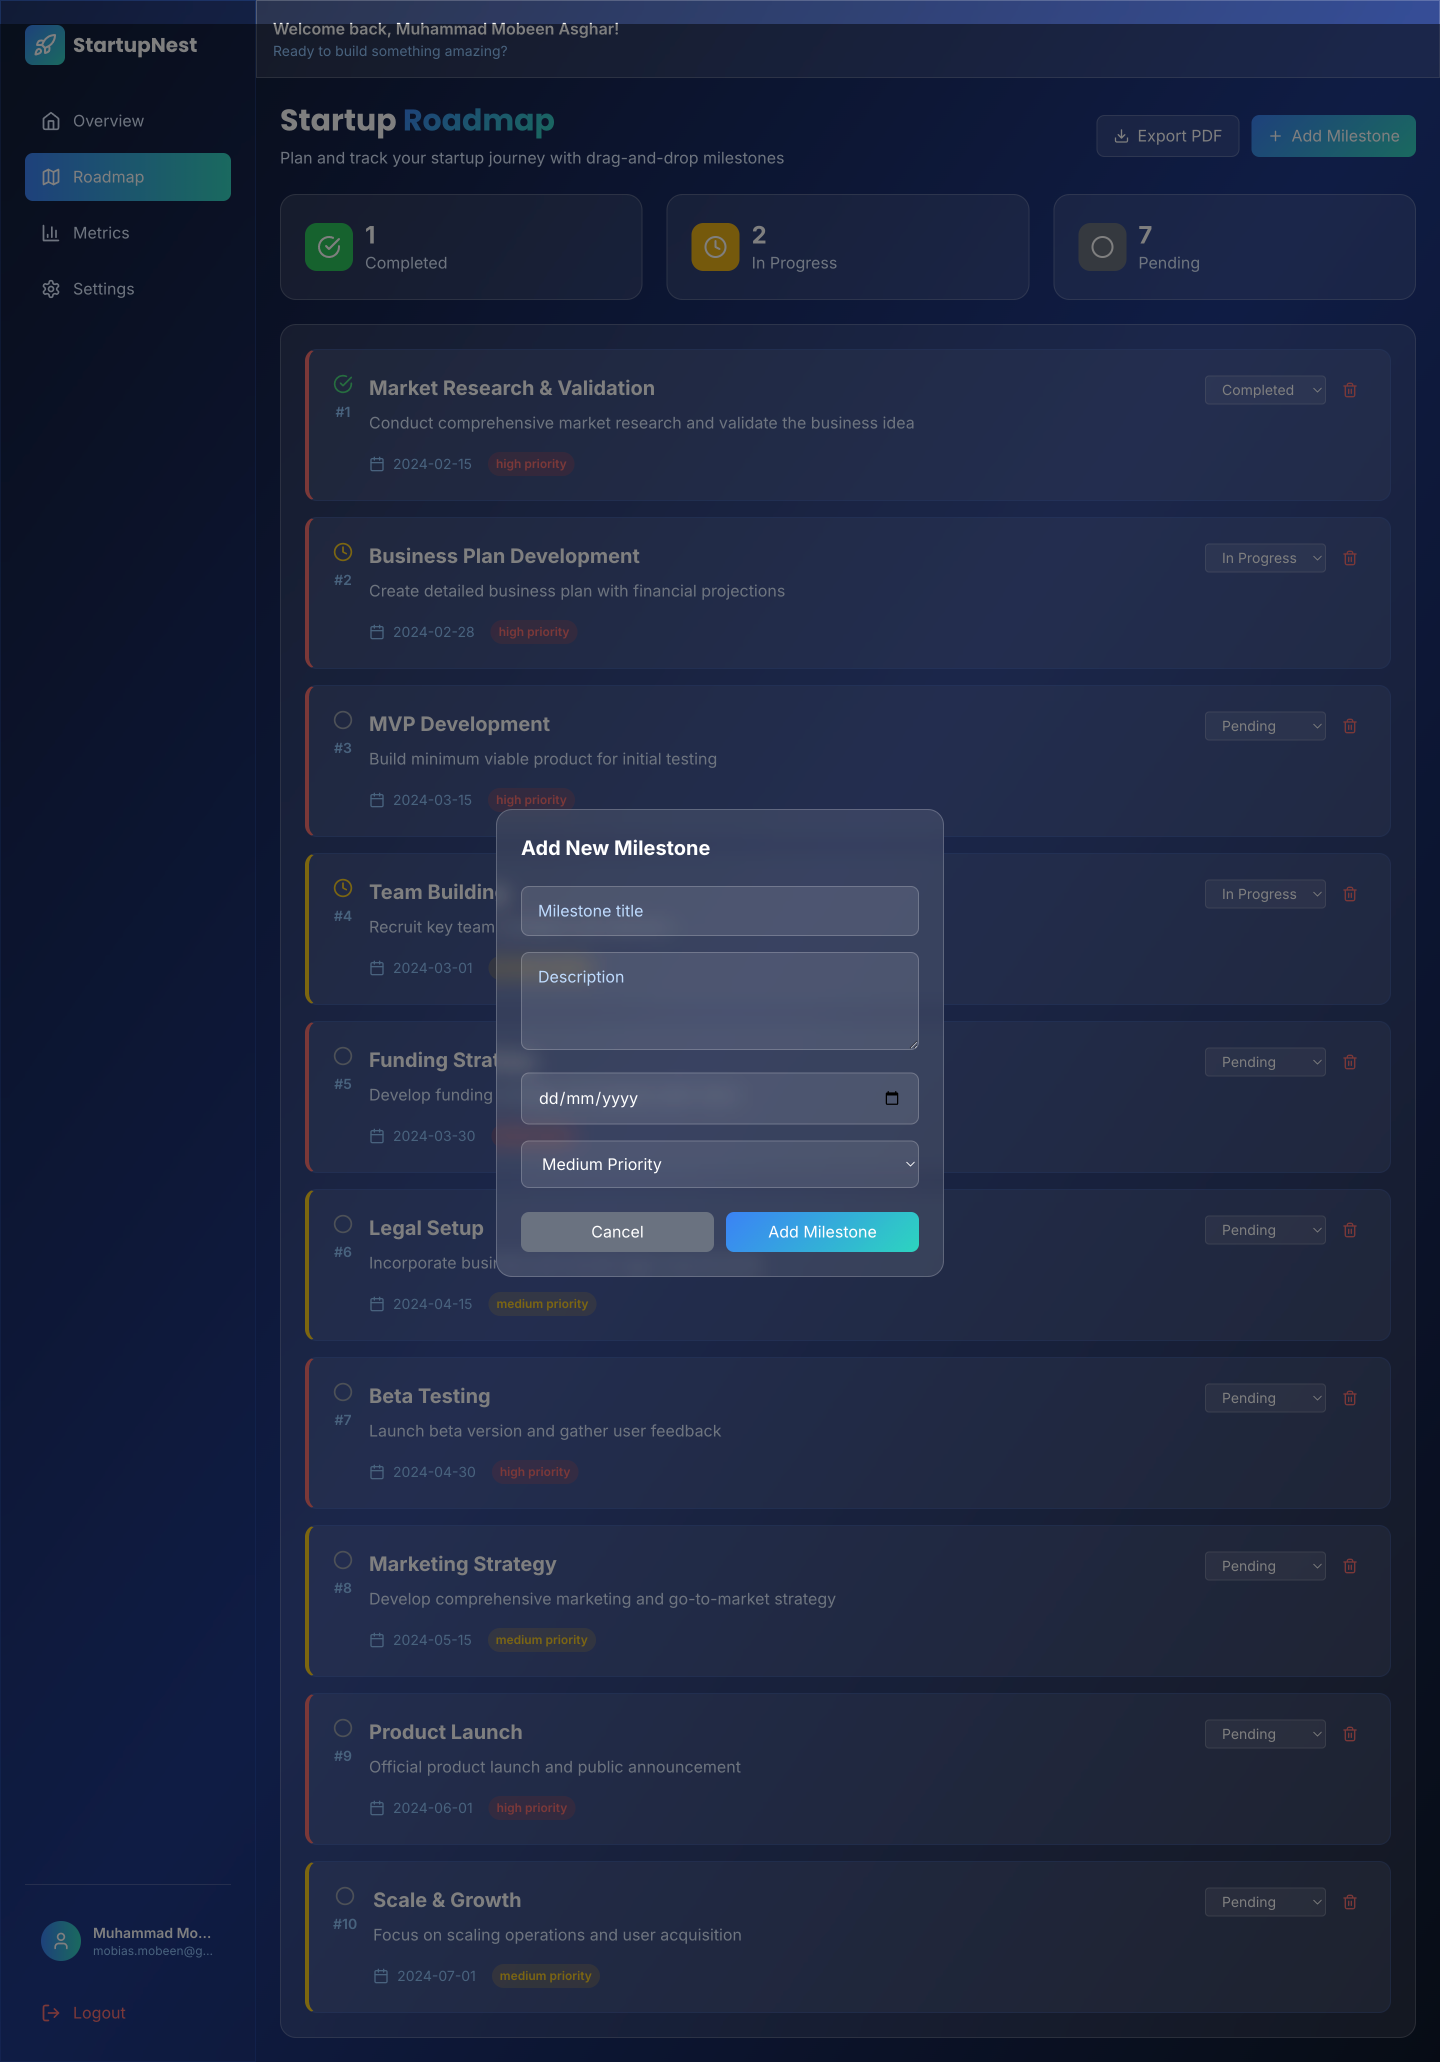 StartupNest
Overview
Roadmap
Metrics
Settings
Muhammad Mo...
mobias.mobeen@g...
Logout
Welcome back, Muhammad Mobeen Asghar!
Ready to build something amazing?
Startup Roadmap
Plan and track your startup journey with drag-and-drop milestones
Export PDF
Add Milestone
1
Completed
2
In Progress
7
Pending
#1
Market Research & Validation
Conduct comprehensive market research and validate the business idea
2024-02-15
high priority
Completed
#2
Business Plan Development
Create detailed business plan with financial projections
2024-02-28
high priority
In Progress
#3
MVP Development
Build minimum viable product for initial testing
2024-03-15
high priority
Pending
#4
Team Building
Recruit key team
2024-03-01
In Progress
#5
Funding
Develop funding
2024-03-30
Pending
#6
Legal Setup
Incorporate
2024-04-15
medium priority
Pending
#7
Beta Testing
Launch beta version and gather user feedback
2024-04-30
high priority
Pending
#8
Marketing Strategy
Develop comprehensive marketing and go-to-market strategy
2024-05-15
medium priority
Pending
#9
Product Launch
Official product launch and public announcement
2024-06-01
high priority
Pending
#10
Scale & Growth
Focus on scaling operations and user acquisition
2024-07-01
medium priority
Pending
Add New Milestone
Milestone title
Description
dd/mm/yyyy
Medium Priority
Cancel
Add Milestone